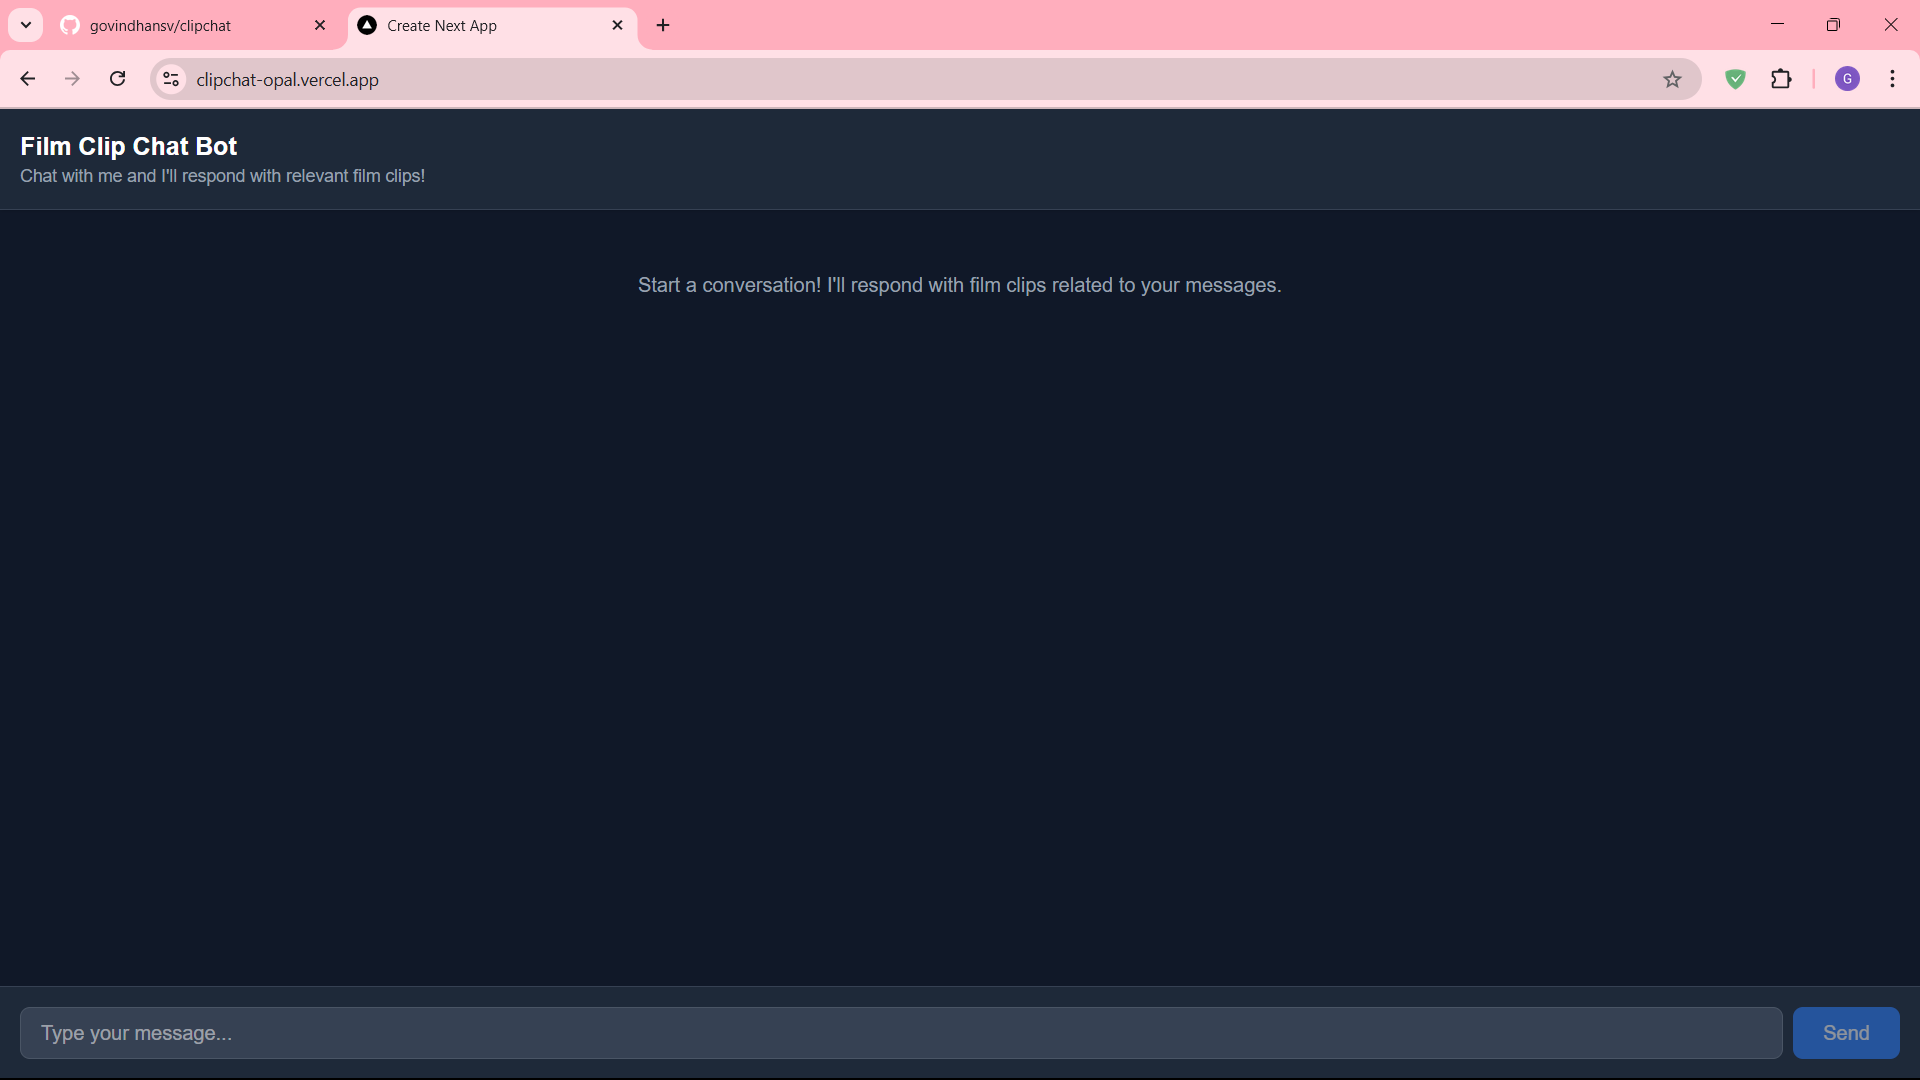 govindhansv/clipchat
Create Next App
clipchat-opal.vercel.app
G
Film Clip Chat Bot
Chat with me and I'll respond with relevant film clips!
Start a conversation! I'll respond with film clips related to your messages.
Type your message...
Send